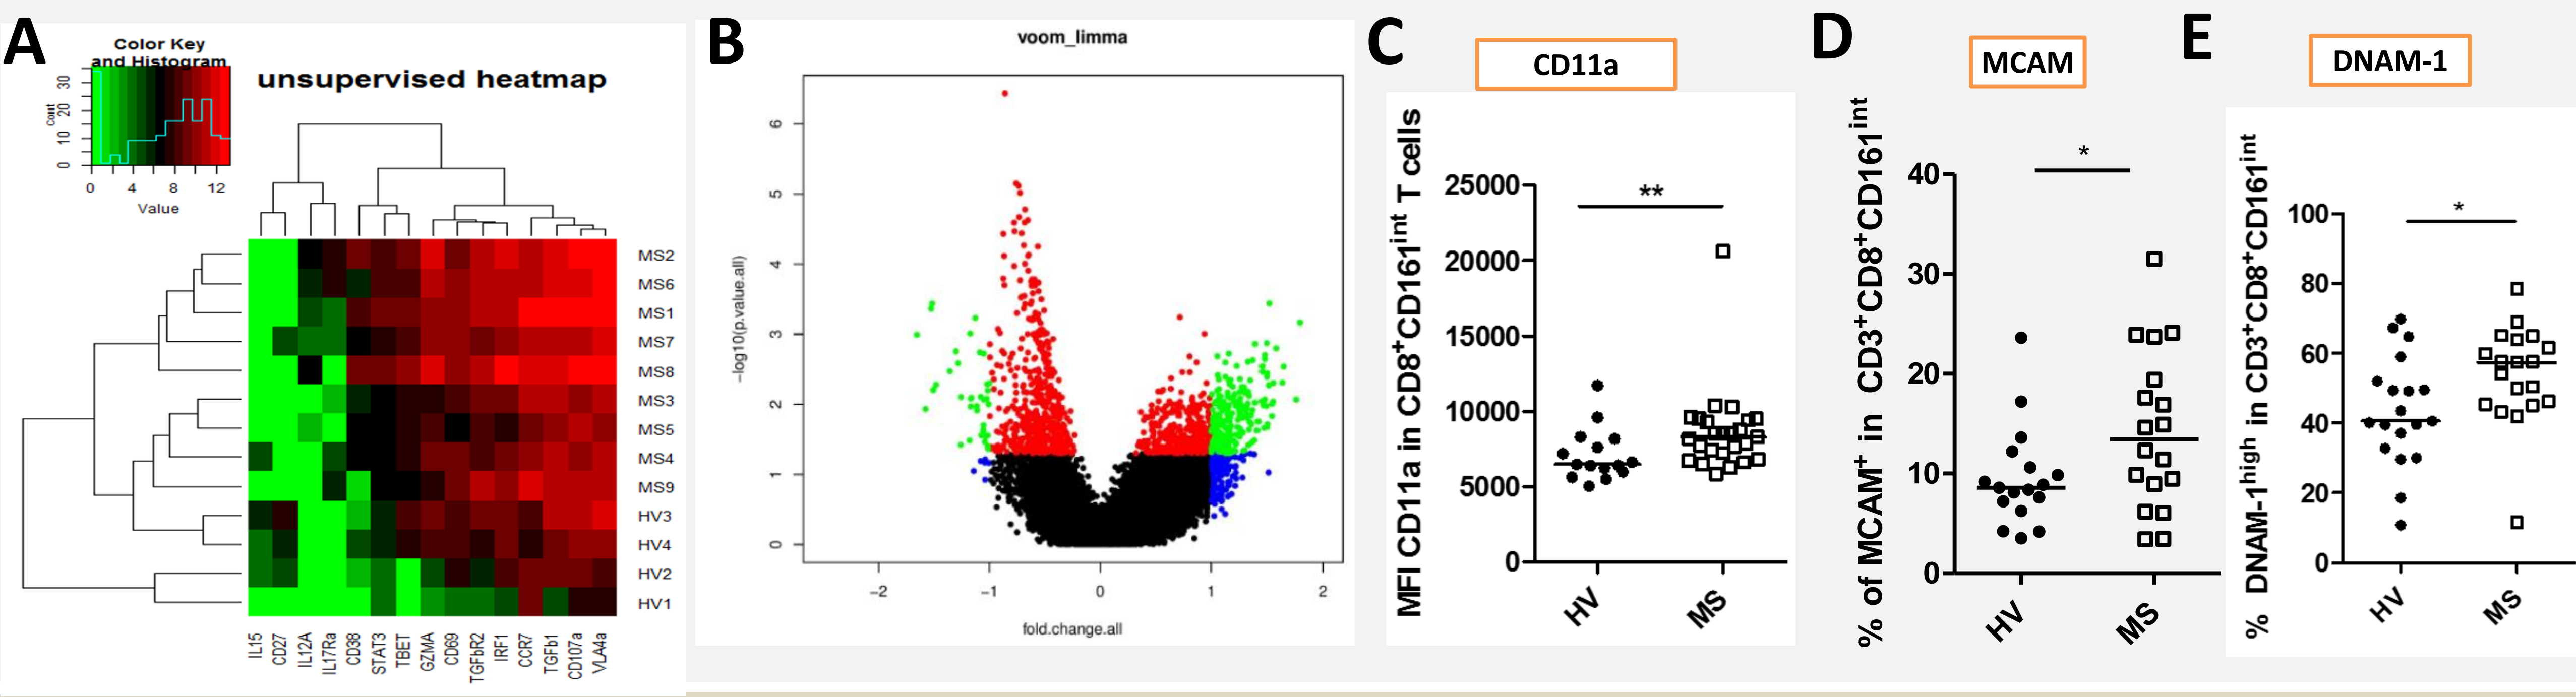 A
Color Key
and Histogram
Count
0 10 20 30
0 4 8 12
Value
unsupervised heatmap
MS2
MS6
MS1
MS7
MS8
MS3
MS5
MS4
MS9
HV3
HV4
HV2
HV1
IL15 CD27 IL12A IL17Ra CD38 STAT3 TBET GZMA CD69 TGFbR2 IRF1 CCR7 TGFb1 CD107a VLA4a
B
voom_limma
-log10(p.value.all)
6
5
4
3
2
1
0
-2 -1 0 1 2
fold.change.all
C
CD11a
MFI CD11a in CD8+CD161int T cells
25000
20000
15000
10000
5000
0
**
HV MS
D
MCAM
% of MCAM+ in CD3+CD8+CD161int
40
30
20
10
0
*
HV MS
E
DNAM-1
% DNAM-1high in CD3+CD8+CD161int
100
80
60
40
20
0
*
HV MS